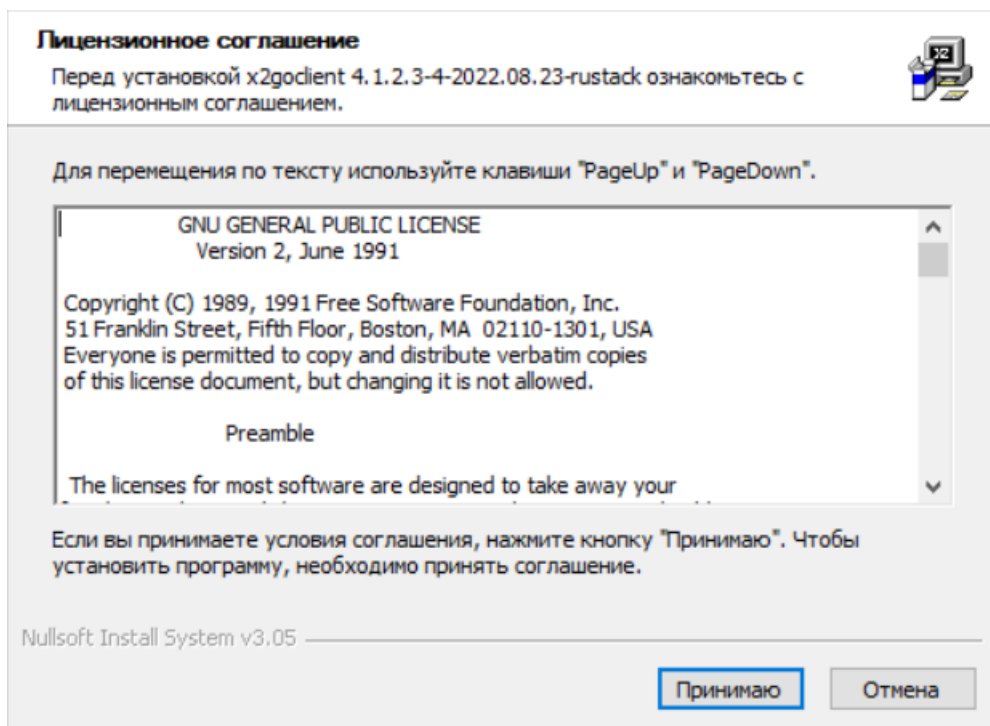 Лицензионное соглашение
Перед установкой x2goclient 4.1.2.3-4-2022.08.23-rustack ознакомьтесь с
лицензионным соглашением.
X2
Для перемещения по тексту используйте клавиши "PageUp" и "PageDown".
GNU GENERAL PUBLIC LICENSE
Version 2, June 1991
Copyright (C) 1989, 1991 Free Software Foundation, Inc.
51 Franklin Street, Fifth Floor, Boston, MA  02110-1301, USA
Everyone is permitted to copy and distribute verbatim copies
of this license document, but changing it is not allowed.
Preamble
The licenses for most software are designed to take away your
Если вы принимаете условия соглашения, нажмите кнопку "Принимаю". Чтобы
установить программу, необходимо принять соглашение.
Nullsoft Install System v3.05
Принимаю
Отмена